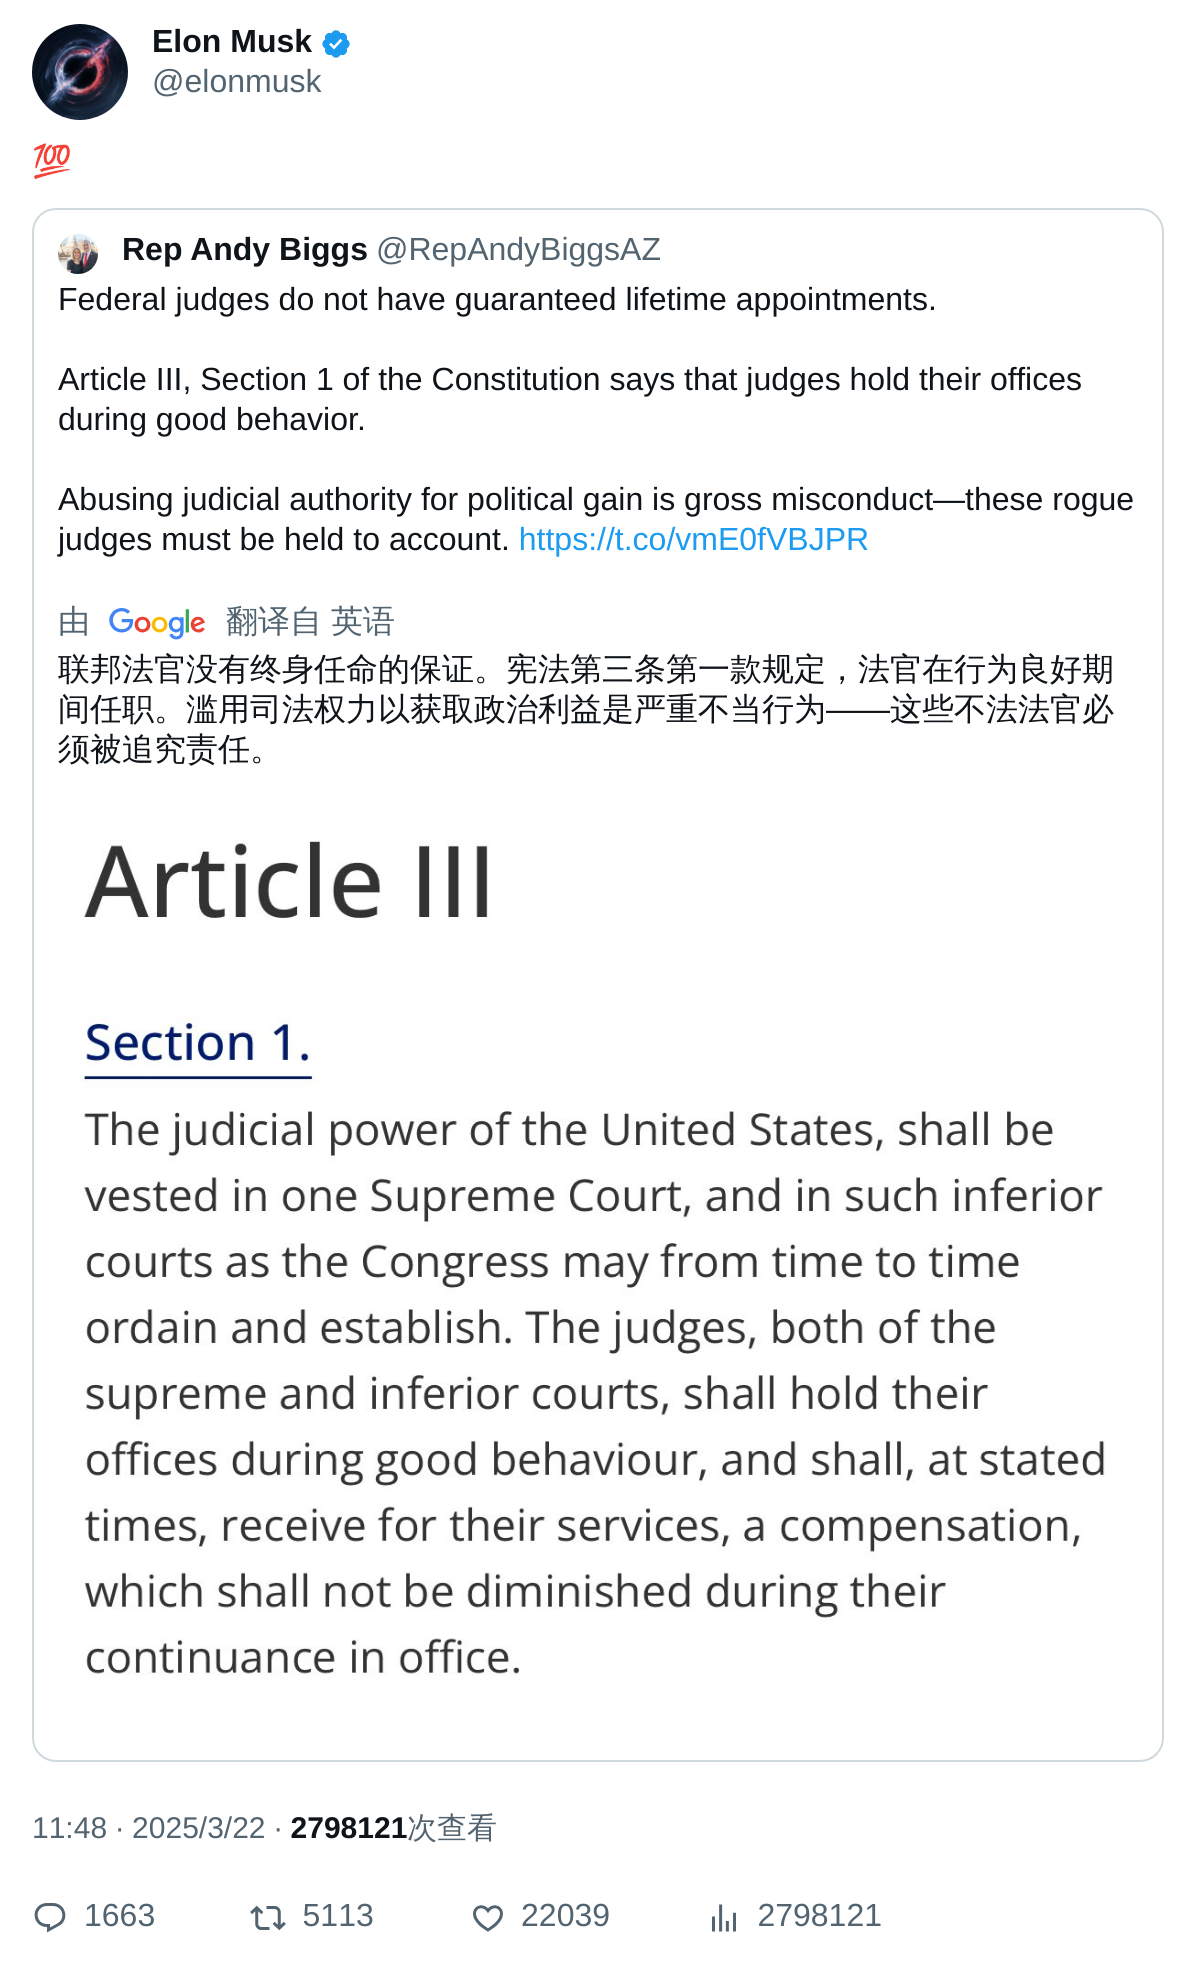 Elon Musk
@elonmusk
💯
Rep Andy Biggs @RepAndyBiggsAZ
Federal judges do not have guaranteed lifetime appointments.
Article III, Section 1 of the Constitution says that judges hold their offices
during good behavior.
Abusing judicial authority for political gain is gross misconduct—these rogue
judges must be held to account. https://t.co/vmE0fVBJPR
由 Google 翻译自 英语
联邦法官没有终身任命的保证。宪法第三条第一款规定，法官在行为良好期
间任职。滥用司法权力以获取政治利益是严重不当行为——这些不法法官必
须被追究责任。
Article III
Section 1.
The judicial power of the United States, shall be
vested in one Supreme Court, and in such inferior
courts as the Congress may from time to time
ordain and establish. The judges, both of the
supreme and inferior courts, shall hold their
offices during good behaviour, and shall, at stated
times, receive for their services, a compensation,
which shall not be diminished during their
continuance in office.
11:48 · 2025/3/22 · 2798121次查看
1663 5113 22039 2798121